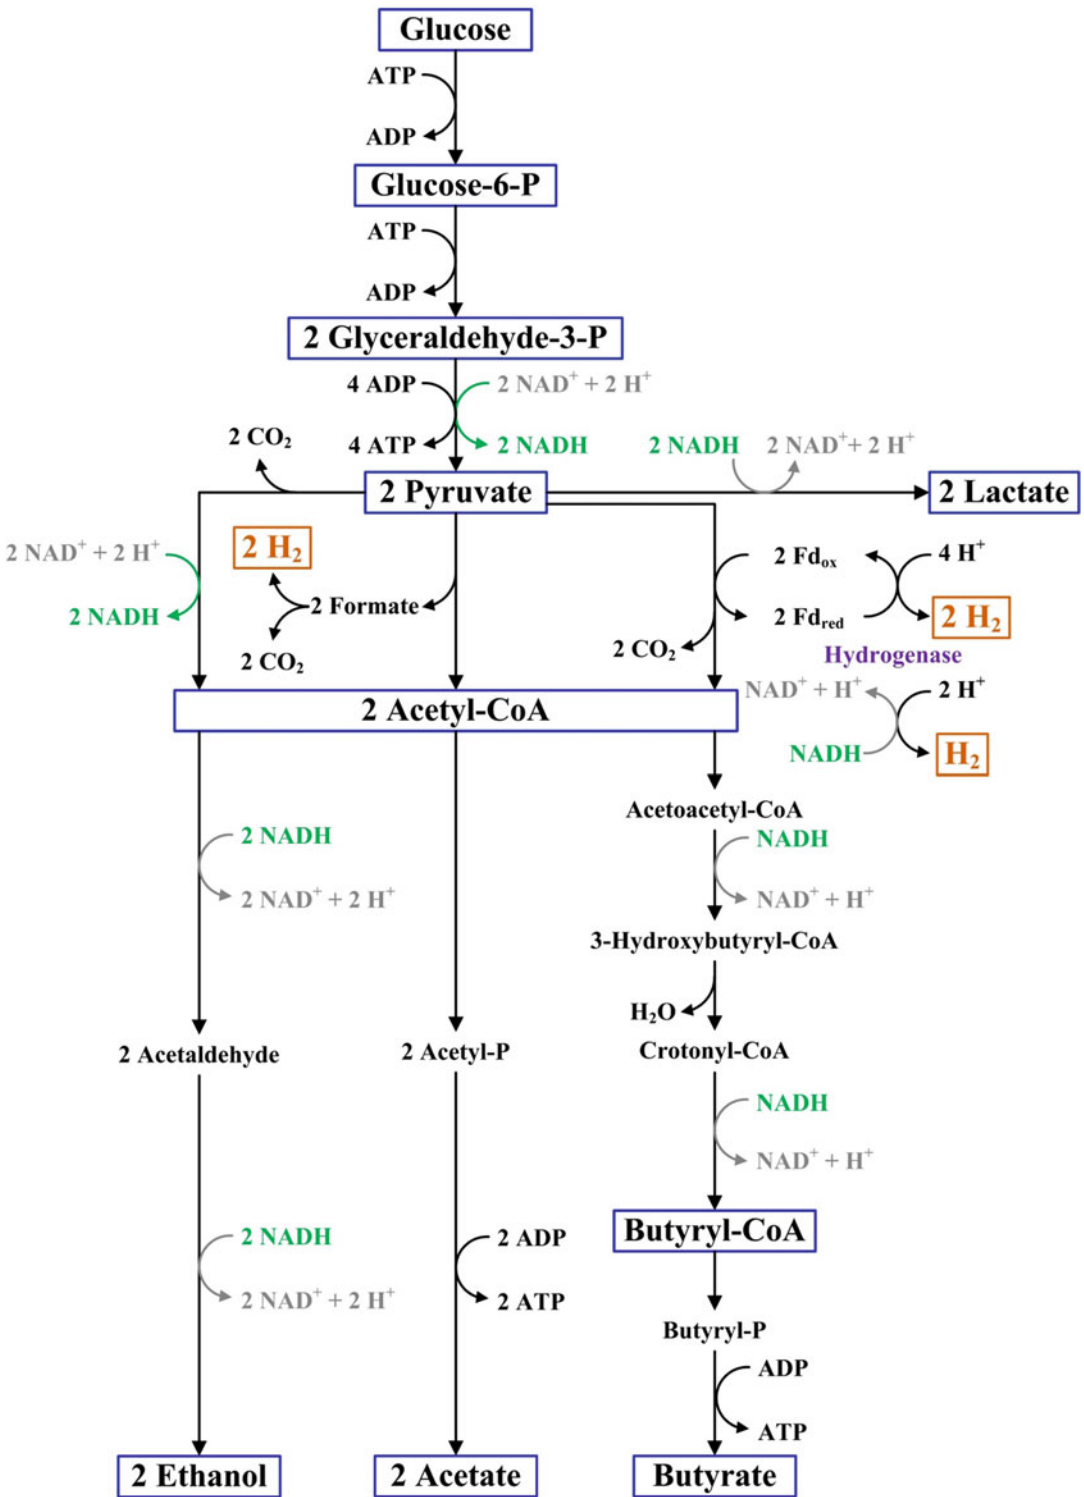 Glucose
ATP
ADP
Glucose-6-P
ATP
ADP
2 Glyceraldehyde-3-P
4 ADP
2 NAD⁺ + 2 H⁺
4 ATP
2 NADH
2 CO₂
2 NADH
2 NAD⁺+ 2 H⁺
2 Pyruvate
2 Lactate
2 NAD⁺ + 2 H⁺
2 NADH
2 H₂
2 Formate
2 CO₂
2 Fdₒₓ
4 H⁺
2 Fd_red
2 H₂
2 CO₂
Hydrogenase
2 Acetyl-CoA
NAD⁺ + H⁺
2 H⁺
NADH
H₂
Acetoacetyl-CoA
2 NADH
2 NAD⁺ + 2 H⁺
NADH
NAD⁺ + H⁺
3-Hydroxybutyryl-CoA
H₂O
2 Acetaldehyde
2 Acetyl-P
Crotonyl-CoA
NADH
NAD⁺ + H⁺
Butyryl-CoA
2 NADH
2 NAD⁺ + 2 H⁺
2 ADP
2 ATP
Butyryl-P
ADP
ATP
2 Ethanol
2 Acetate
Butyrate